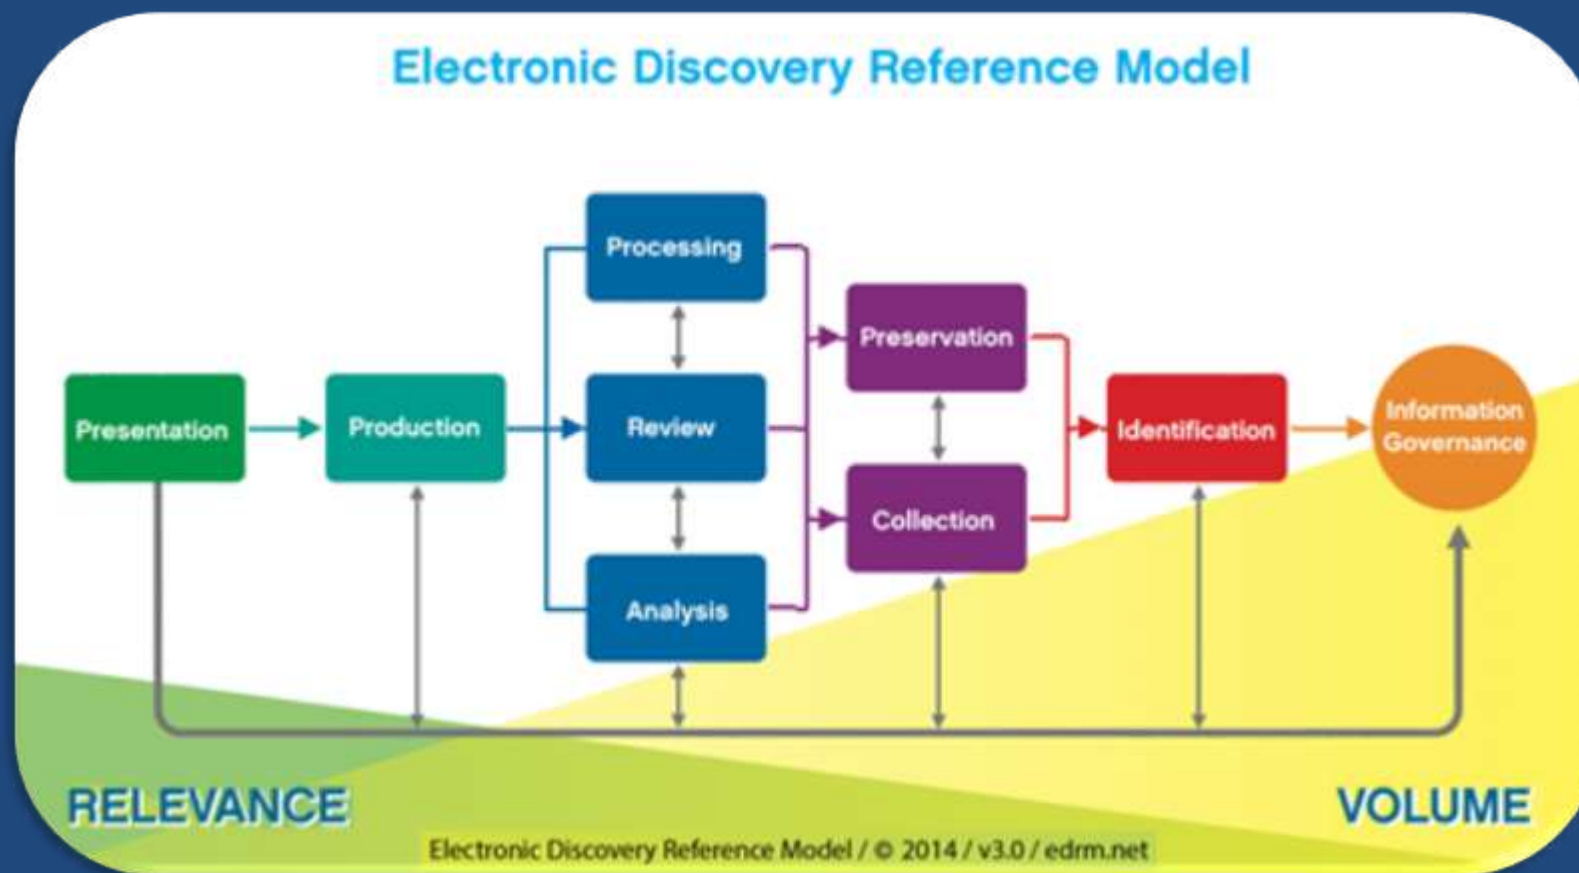 Electronic Discovery Reference Model
Processing
Preservation
Presentation
Production
Review
Identification
Information
Governance
Collection
Analysis
RELEVANCE
VOLUME
Electronic Discovery Reference Model / © 2014 / v3.0 / edrm.net